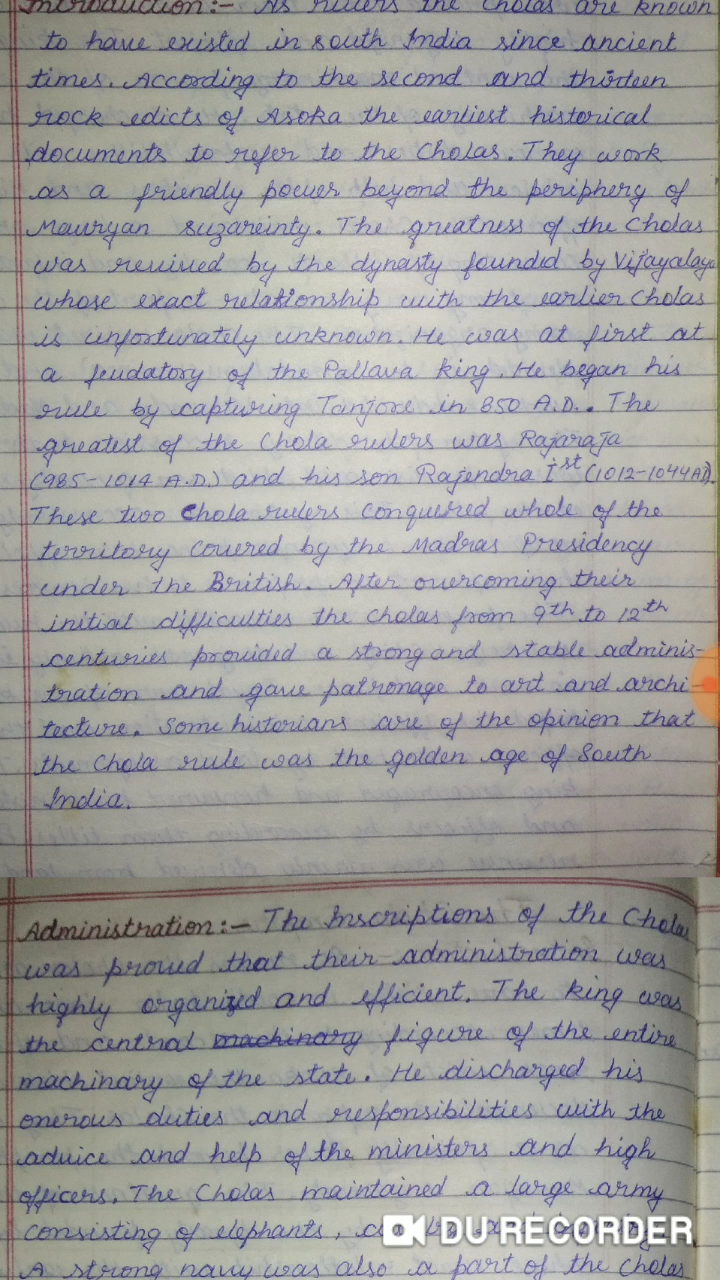 Introduction:- As rulers the Cholas are known
to have existed in south India since ancient
times. According to the second and thirteen
rock edicts of Asoka the earliest historical
documents to refer to the Cholas. They work
as a friendly power beyond the periphery of
Mauryan suzareinty. The greatness of the Cholas
was revived by the dynasty founded by Vijayalaya
whose exact relationship with the earlier Cholas
is unfortunately unknown. He was at first at
a feudatory of the Pallava king. He began his
rule by capturing Tanjore in 850 A.D.. The
greatest of the Chola rulers was Rajaraja
(985-1014 A.D.) and his son Rajendra Ist (1012-1044AD).
These two Chola rulers conquered whole of the
territory covered by the Madras Presidency
under the British. After overcoming their
initial difficulties the Cholas from 9th to 12th
centuries provided a strong and stable adminis-
tration and gave patronage to art and archi-
tecture. Some historians are of the opinion that
the Chola rule was the golden age of South
India.
Administration:- The Inscriptions of the Cholas
was proved that their administration was
highly organized and efficient. The king was
the central machinary figure of the entire
machinary of the state. He discharged his
onerous duties and responsibilities with the
advice and help of the ministers and high
officers. The Cholas maintained a large army
consisting of elephants,
DU RECORDER
A strong navy was also a part of the Cholas